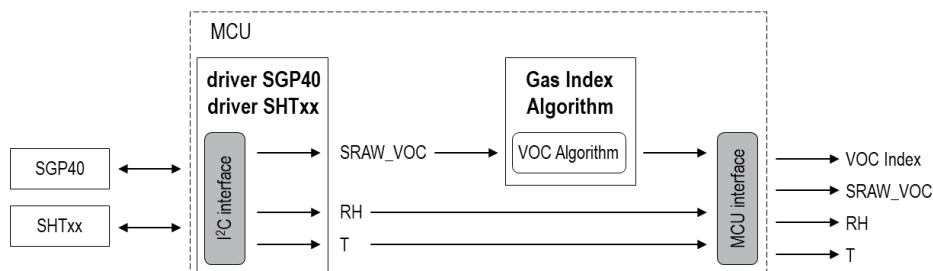 MCU
driver SGP40
driver SHTxx
Gas Index
Algorithm
SGP40
SHTxx
I²C interface
SRAW_VOC
RH
T
VOC Algorithm
MCU interface
VOC Index
SRAW_VOC
RH
T